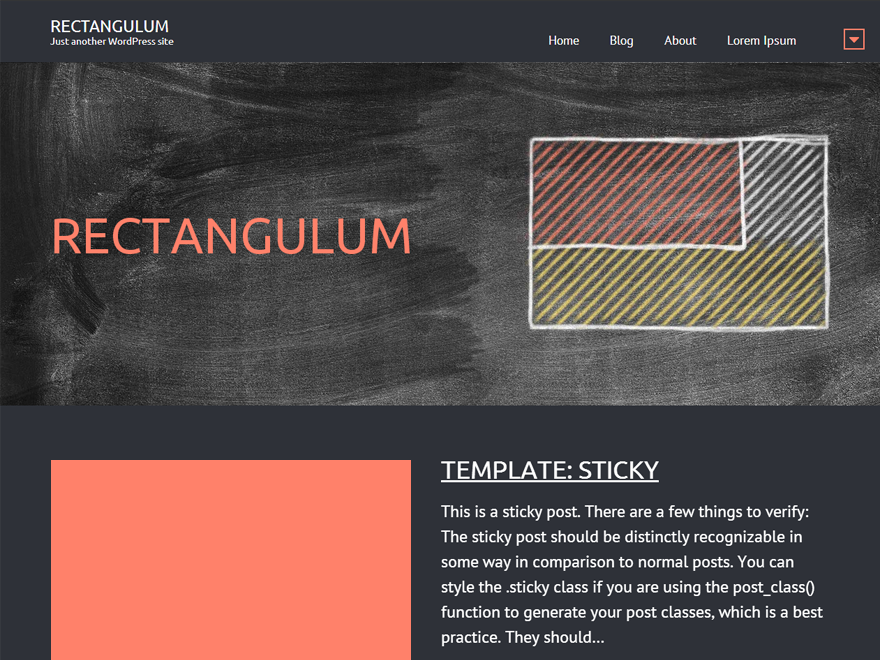 RECTANGULUM
Just another WordPress site
Home Blog About Lorem Ipsum
RECTANGULUM
TEMPLATE: STICKY
This is a sticky post. There are a few things to verify:
The sticky post should be distinctly recognizable in
some way in comparison to normal posts. You can
style the .sticky class if you are using the post_class()
function to generate your post classes, which is a best
practice. They should...